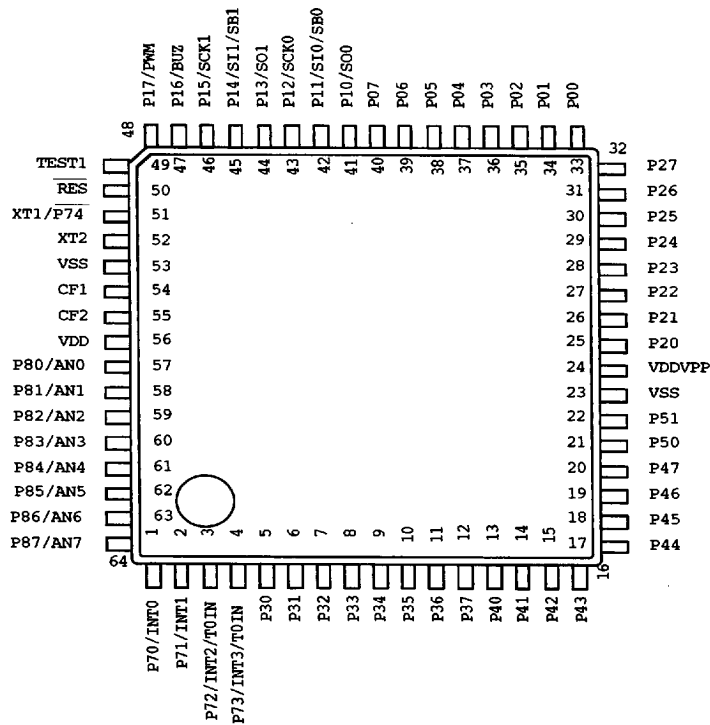 P17/PWM
P16/BUZ
P15/SCK1
P14/SI1/SB1
P13/SO1
P12/SCK0
P11/SI0/SB0
P10/SO0
P07
P06
P05
P04
P03
P02
P01
P00
48
49
47
46
45
44
43
42
41
40
39
38
37
36
35
34
33
32
TEST1
RES
XT1/P74
XT2
VSS
CF1
CF2
VDD
P80/AN0
P81/AN1
P82/AN2
P83/AN3
P84/AN4
P85/AN5
P86/AN6
P87/AN7
50
51
52
53
54
55
56
57
58
59
60
61
62
63
64
31
30
29
28
27
26
25
24
23
22
21
20
19
18
17
16
P27
P26
P25
P24
P23
P22
P21
P20
VDDVPP
VSS
P51
P50
P47
P46
P45
P44
1
2
3
4
5
6
7
8
9
10
11
12
13
14
15
P70/INT0
P71/INT1
P72/INT2/T0IN
P73/INT3/T0IN
P30
P31
P32
P33
P34
P35
P36
P37
P40
P41
P42
P43